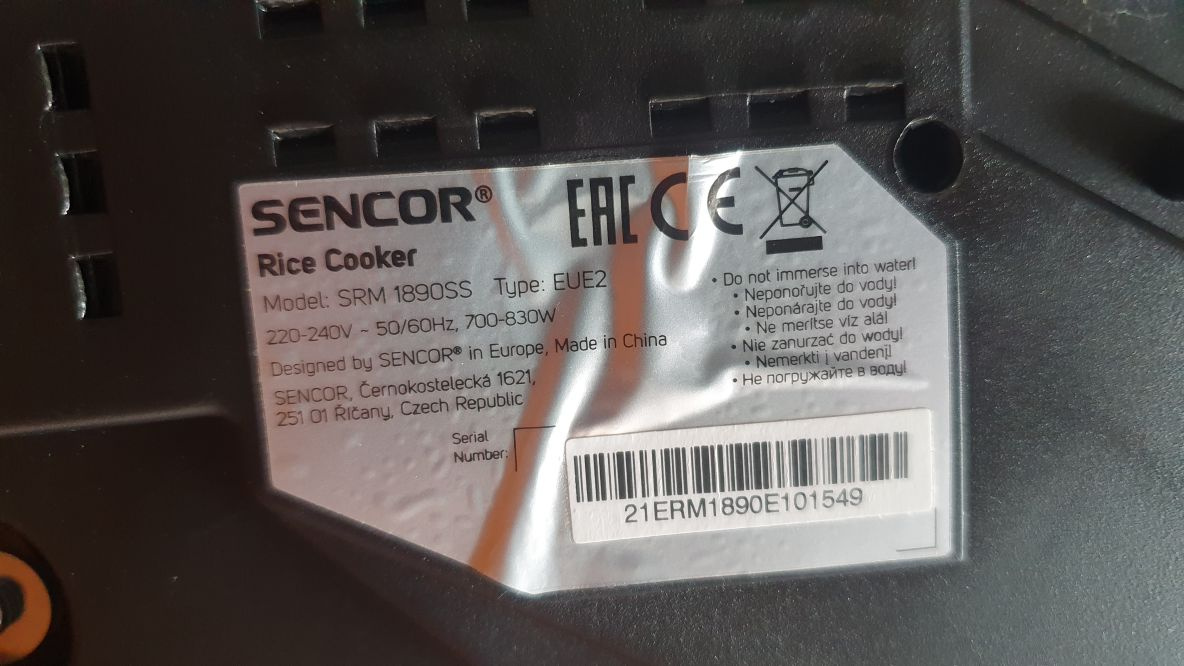 SENCOR®
Rice Cooker
Model: SRM 1890SS Type: EUE2
220-240V ~ 50/60Hz, 700-830W
Designed by SENCOR® in Europe, Made in China
SENCOR, Černokostelecká 1621,
251 01 Říčany, Czech Republic
Serial
Number:
EAC CE
• Do not immerse into water!
• Neponořujte do vody!
• Neponárajte do vody!
• Ne merítse víz alá!
• Nie zanurzać do wody!
• Nemerkti į vandenį!
• Не погружайте в воду!
21ERM1890E101549